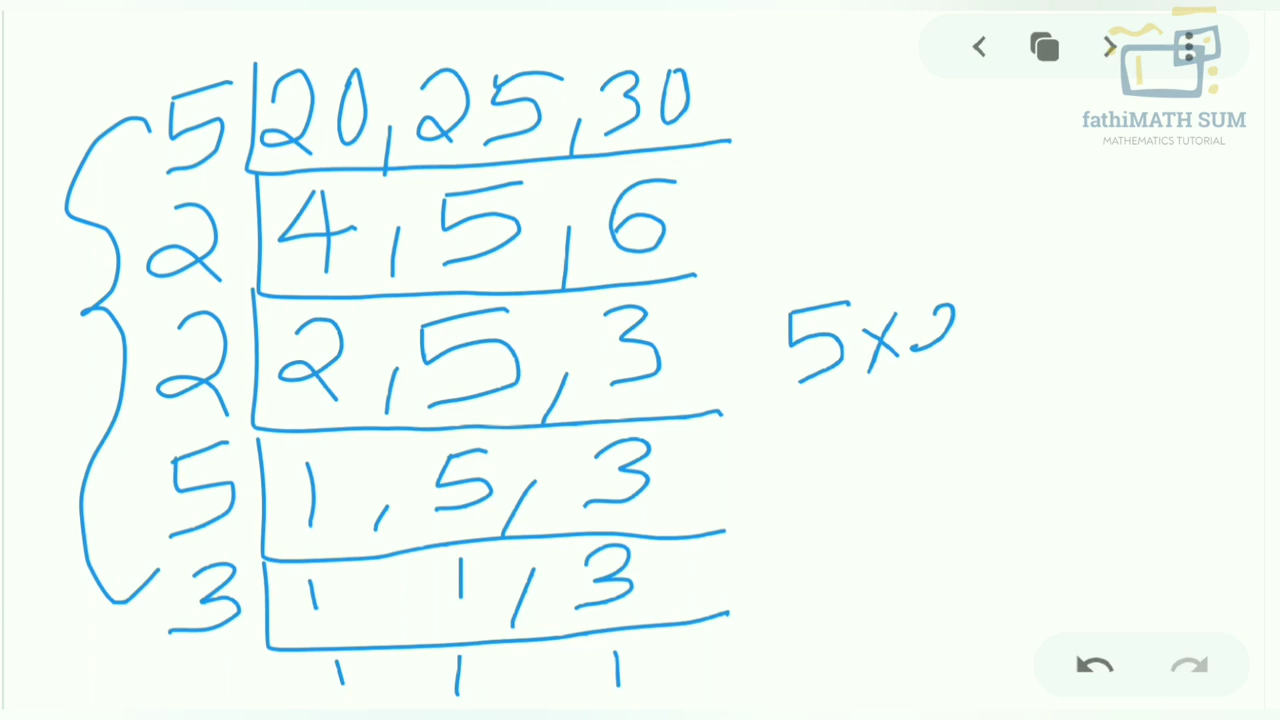 5 20, 25, 30
2 4, 5, 6
2 2, 5, 3
5 1, 5, 3
3 1 1, 3
1 1 1
5 ×
fathiMATH SUM
MATHEMATICS TUTORIAL